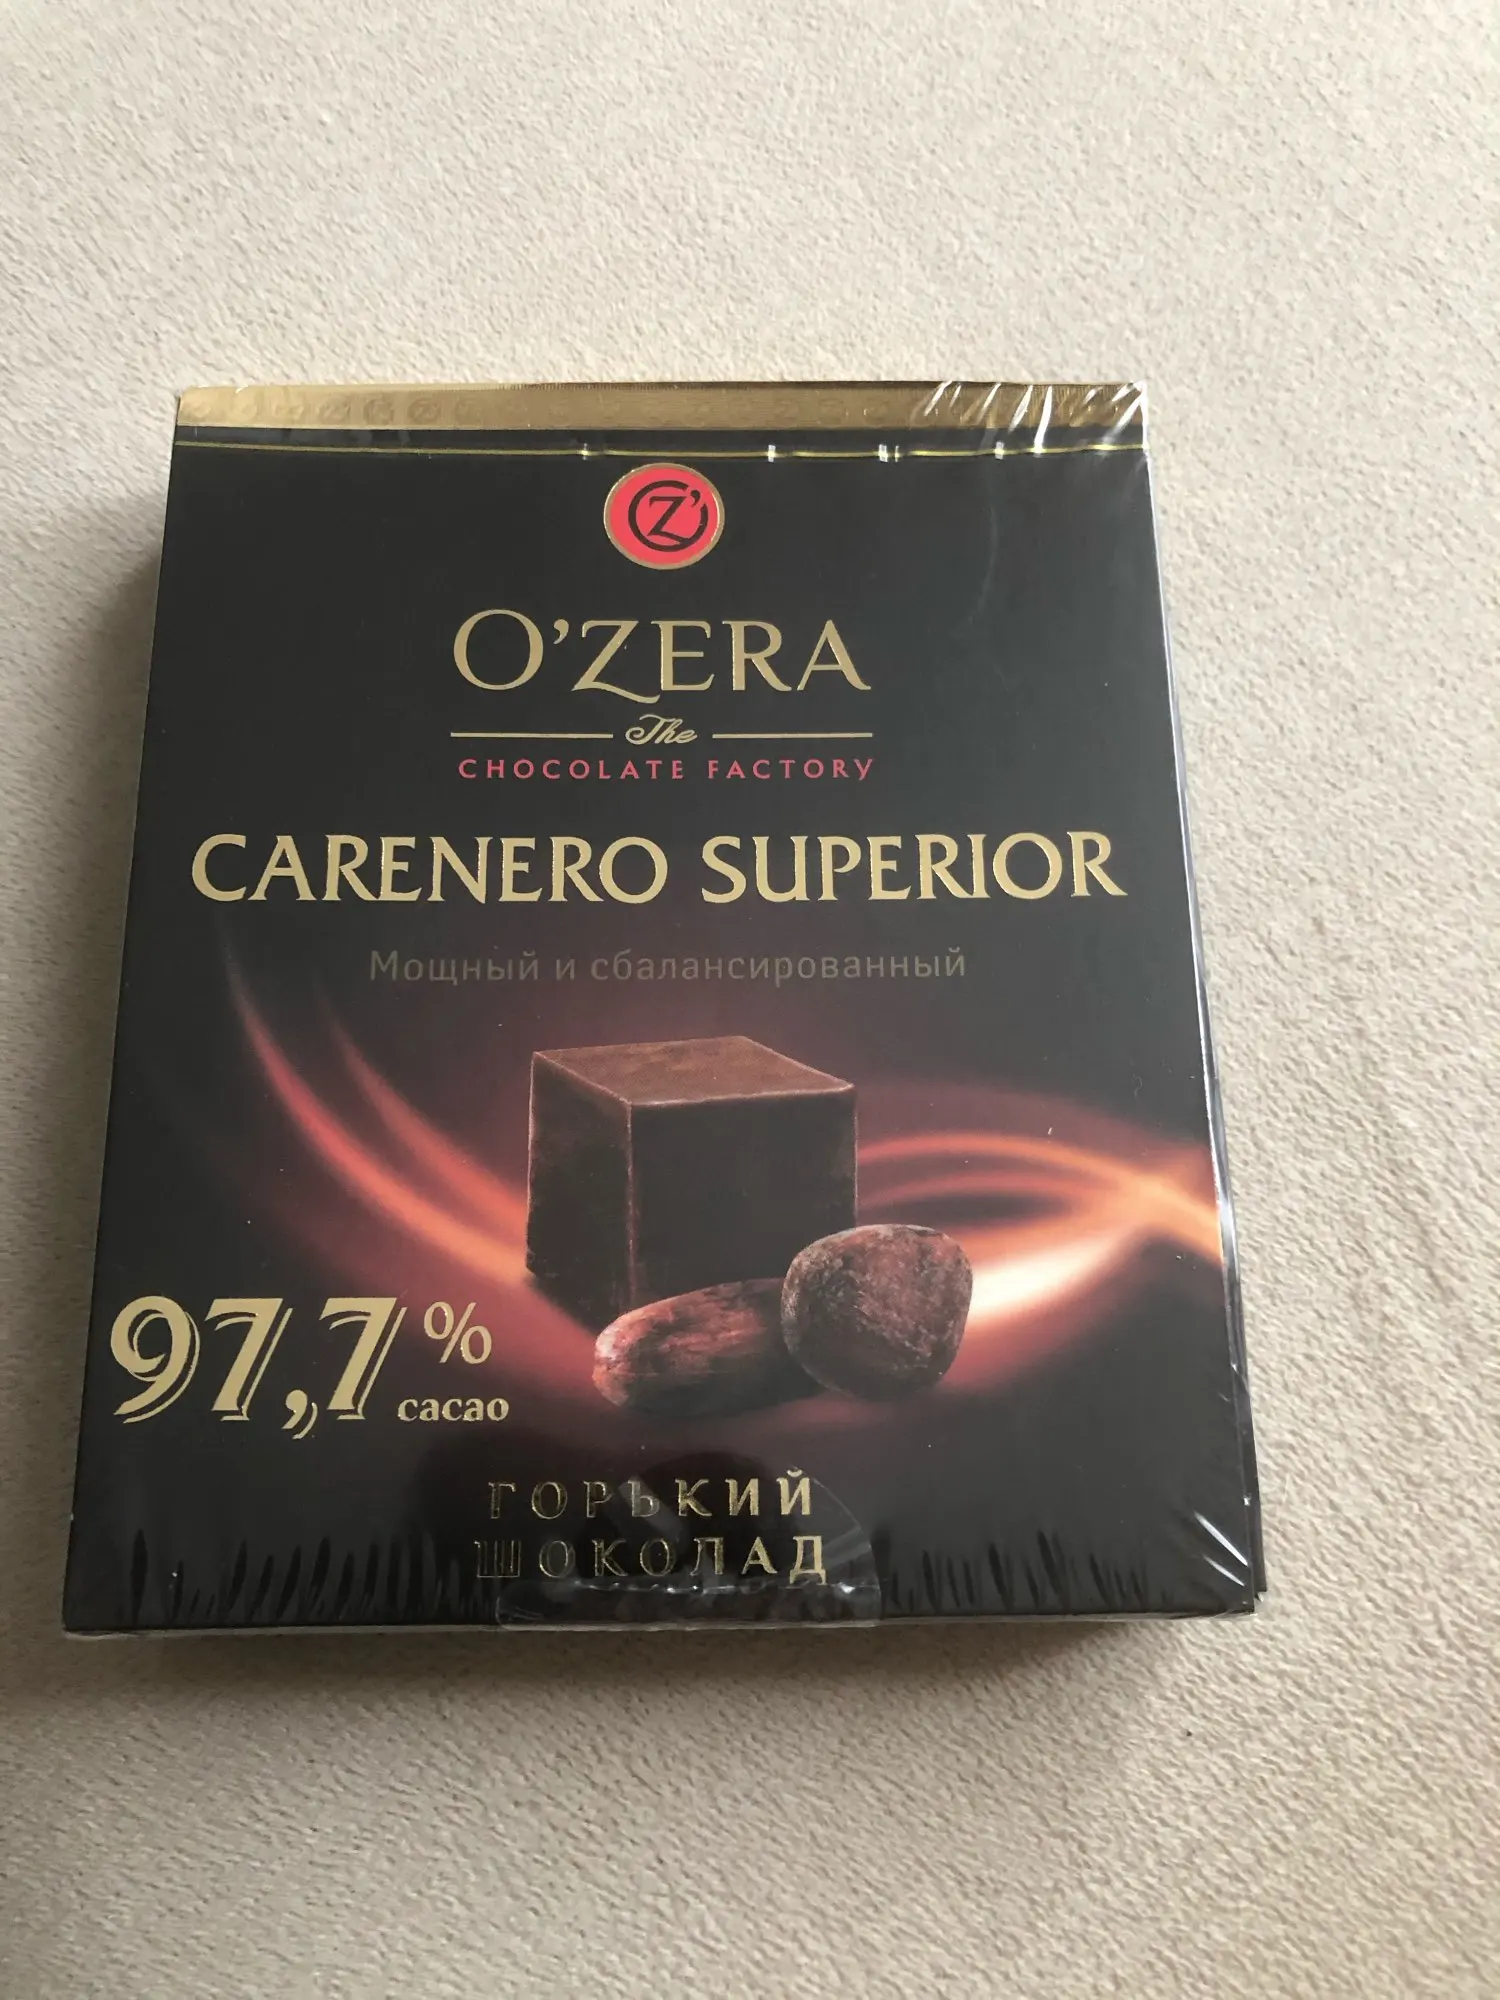 Z'
O'ZERA
The
CHOCOLATE FACTORY
CARENERO SUPERIOR
Мощный и сбалансированный
97,7%
cacao
ГОРЬКИЙ
ШОКОЛАД